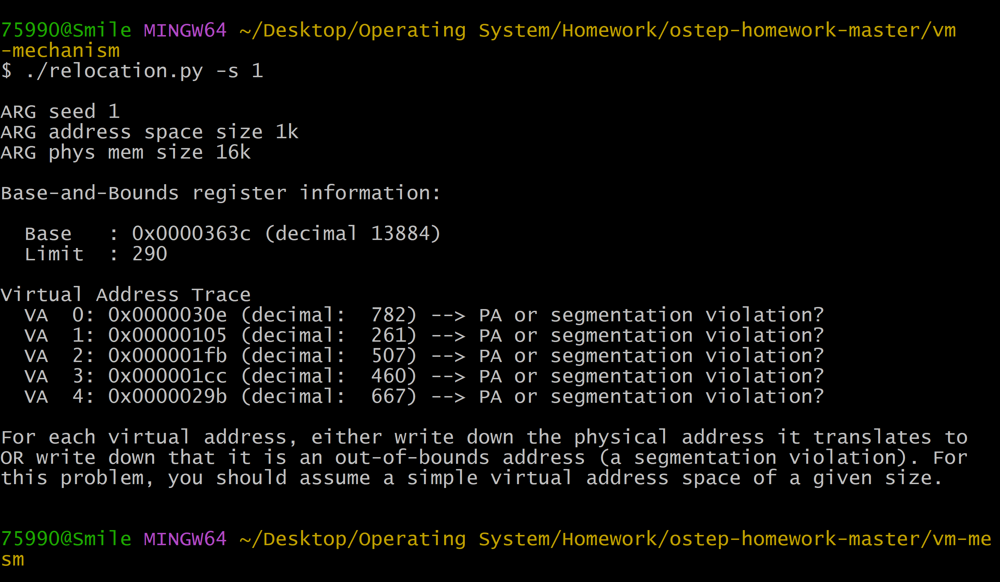 75990@Smile MINGW64 ~/Desktop/Operating System/Homework/ostep-homework-master/vm
-mechanism
$ ./relocation.py -s 1
ARG seed 1
ARG address space size 1k
ARG phys mem size 16k
Base-and-Bounds register information:
  Base   : 0x0000363c (decimal 13884)
  Limit  : 290
Virtual Address Trace
  VA  0: 0x0000030e (decimal:  782) --> PA or segmentation violation?
  VA  1: 0x00000105 (decimal:  261) --> PA or segmentation violation?
  VA  2: 0x000001fb (decimal:  507) --> PA or segmentation violation?
  VA  3: 0x000001cc (decimal:  460) --> PA or segmentation violation?
  VA  4: 0x0000029b (decimal:  667) --> PA or segmentation violation?
For each virtual address, either write down the physical address it translates to
OR write down that it is an out-of-bounds address (a segmentation violation). For
this problem, you should assume a simple virtual address space of a given size.
75990@Smile MINGW64 ~/Desktop/Operating System/Homework/ostep-homework-master/vm-me
sm